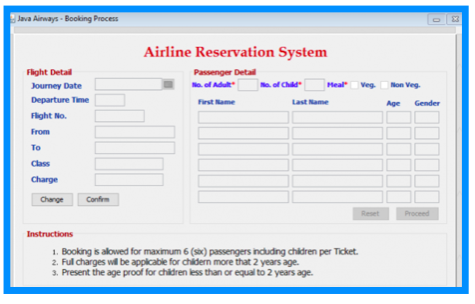 Java Airways - Booking Process
Airline Reservation System
Flight Detail
Journey Date
Departure Time
Flight No.
From
To
Class
Charge
Change Confirm
Passenger Detail
No. of Adult* No. of Child* Meal* Veg. Non Veg.
First Name Last Name Age Gender
Reset Proceed
Instructions
1. Booking is allowed for maximum 6 (six) passengers including children per Ticket.
2. Full charges will be applicable for childern more that 2 years age.
3. Present the age proof for children less than or equal to 2 years age.